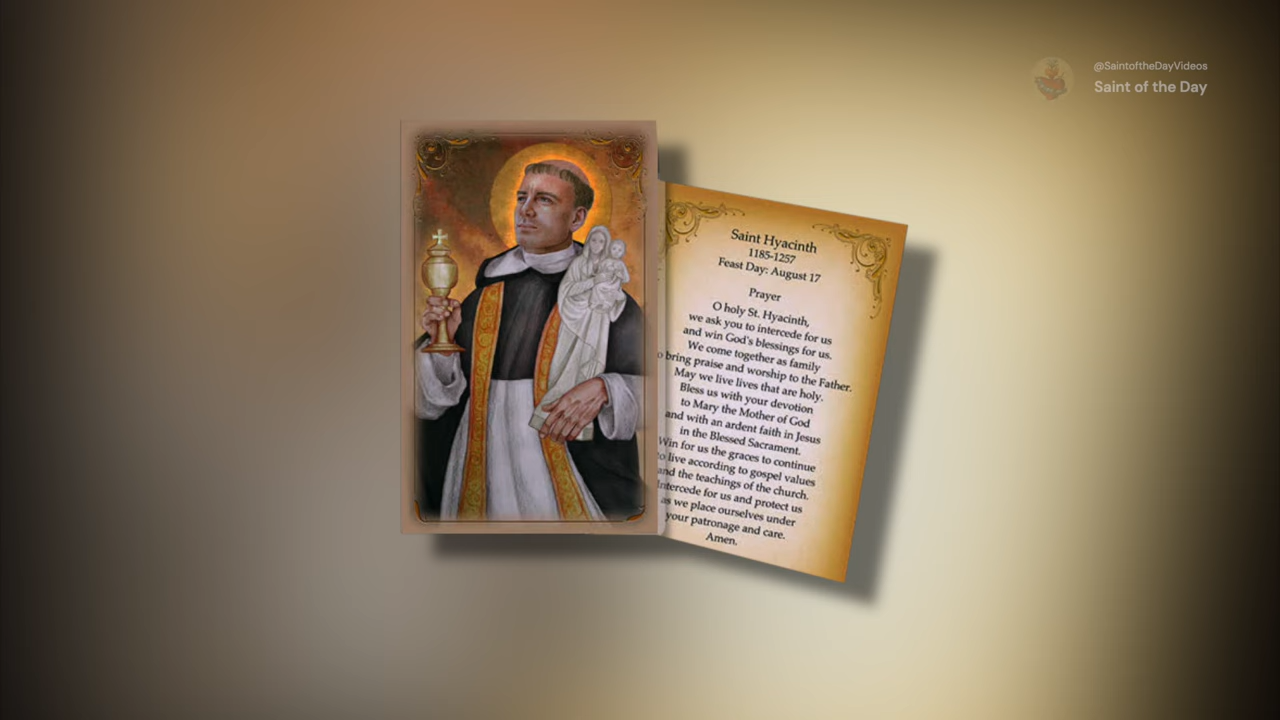 @SaintoftheDayVideos
Saint of the Day
Saint Hyacinth
1185-1257
Feast Day: August 17
Prayer
O holy St. Hyacinth,
we ask you to intercede for us
and win God's blessings for us.
We come together as family
o bring praise and worship to the Father.
May we live lives that are holy.
Bless us with your devotion
to Mary the Mother of God
and with an ardent faith in Jesus
in the Blessed Sacrament.
Win for us the graces to continue
to live according to gospel values
and the teachings of the church.
Intercede for us and protect us
as we place ourselves under
your patronage and care.
Amen.